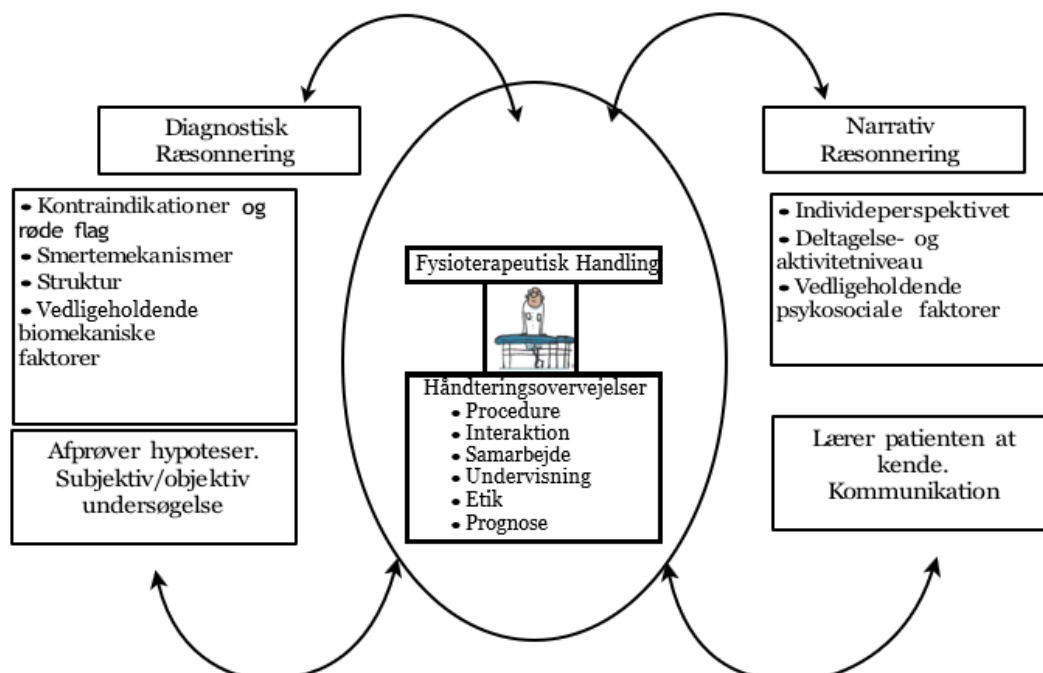 Diagnostisk
Ræsonnering
• Kontraindikationer og
røde flag
• Smertemekanismer
• Struktur
• Vedligeholdende
biomekaniske
faktorer
Afprøver hypoteser.
Subjektiv/objektiv
undersøgelse
Fysioterapeutisk Handling
Håndteringsovervejelser
• Procedure
• Interaktion
• Samarbejde
• Undervisning
• Etik
• Prognose
Narrativ
Ræsonnering
• Individeperspektivet
• Deltagelse- og
aktivitetniveau
• Vedligeholdende
psykosociale faktorer
Lærer patienten at
kende.
Kommunikation